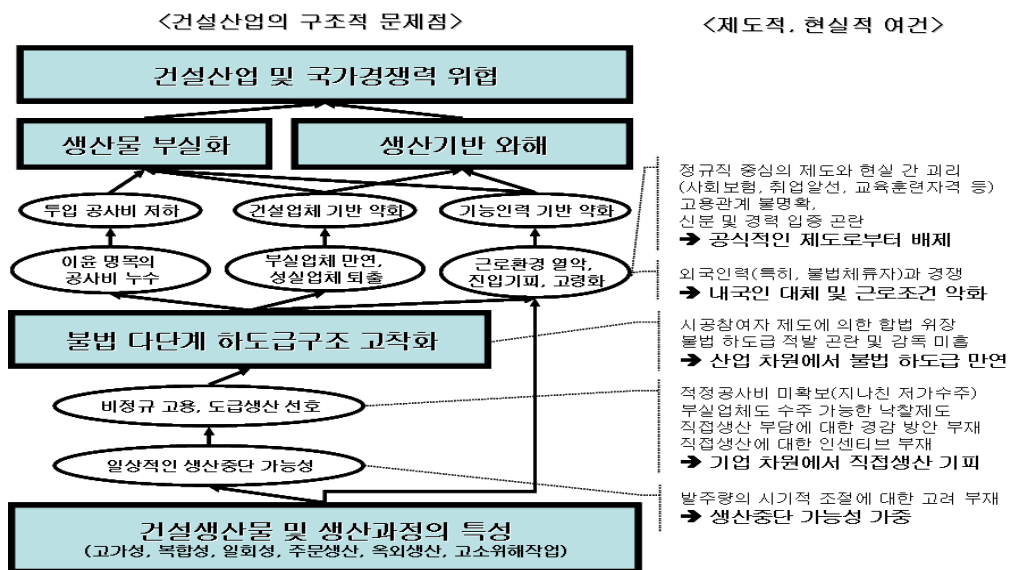 <건설산업의 구조적 문제점>
<제도적, 현실적 여건>
건설산업 및 국가경쟁력 위협
생산물 부실화
생산기반 와해
투입 공사비 저하
건설업체 기반 약화
기능인력 기반 약화
이윤 명목의
공사비 누수
부실업체 만연,
성실업체 퇴출
근로환경 열악,
진입기피, 고령화
불법 다단계 하도급구조 고착화
비정규 고용, 도급생산 선호
일상적인 생산중단 가능성
건설생산물 및 생산과정의 특성
(고가성, 복합성, 일회성, 주문생산, 옥외생산, 고소위해작업)
정규직 중심의 제도와 현실 간 괴리
(사회보험, 취업알선, 교육훈련자격 등)
고용관계 불명확,
신분 및 경력 입증 곤란
➔ 공식적인 제도로부터 배제
외국인력(특히, 불법체류자)과 경쟁
➔ 내국인 대체 및 근로조건 악화
시공참여자 제도에 의한 합법 위장
불법 하도급 적발 곤란 및 감독 미흡
➔ 산업 차원에서 불법 하도급 만연
적정공사비 미확보(지나친 저가수주)
부실업체도 수주 가능한 낙찰제도
직접생산 부담에 대한 경감 방안 부재
직접생산에 대한 인센티브 부재
➔ 기업 차원에서 직접생산 기피
발주량의 시기적 조절에 대한 고려 부재
➔ 생산중단 가능성 가중